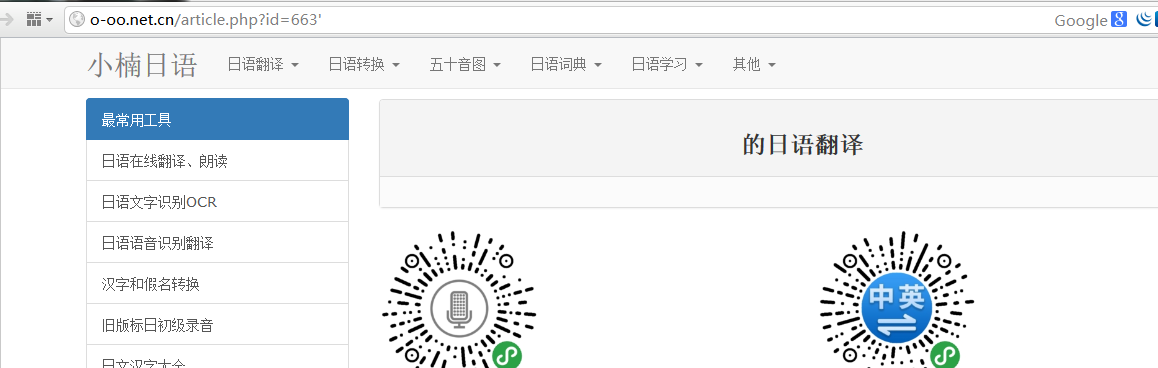 o-oo.net.cn/article.php?id=663'
Google
小楠日语 日语翻译 日语转换 五十音图 日语词典 日语学习 其他
最常用工具
日语在线翻译、朗读
日语文字识别OCR
日语语音识别翻译
汉字和假名转换
旧版标日初级录音
日文汉字大全
的日语翻译
中英